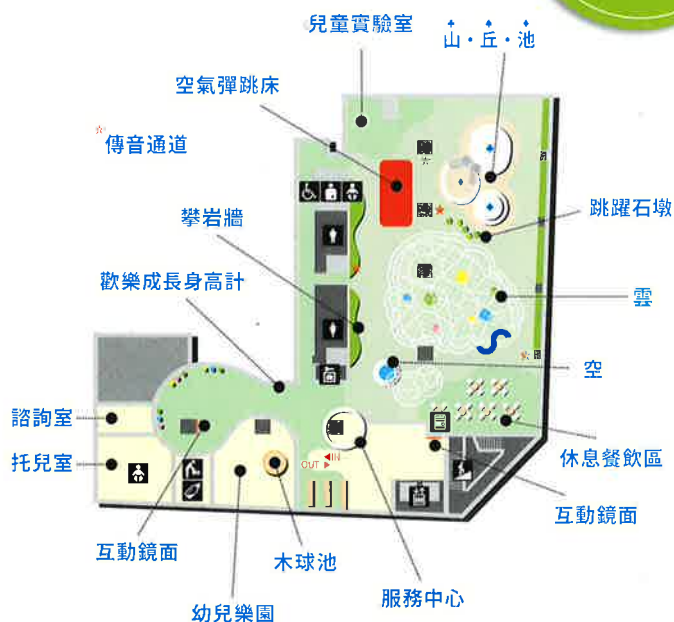 兒童實驗室
山・丘・池
空氣彈跳床
傳音通道
跳躍石墩
攀岩牆
歡樂成長身高計
雲
空
諮詢室
托兒室
IN
OUT
休息餐飲區
互動鏡面
互動鏡面
木球池
服務中心
幼兒樂園